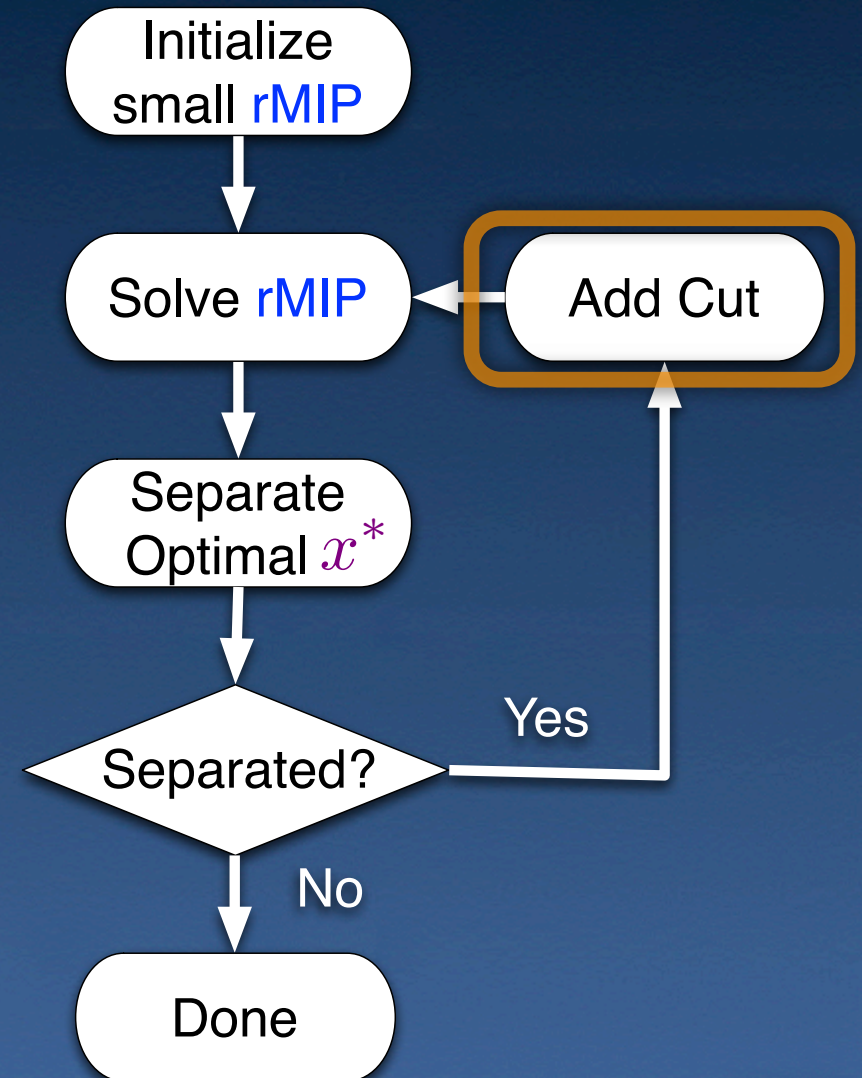 Initialize
small rMIP
Solve rMIP
Add Cut
Separate
Optimal x*
Separated?
Yes
No
Done